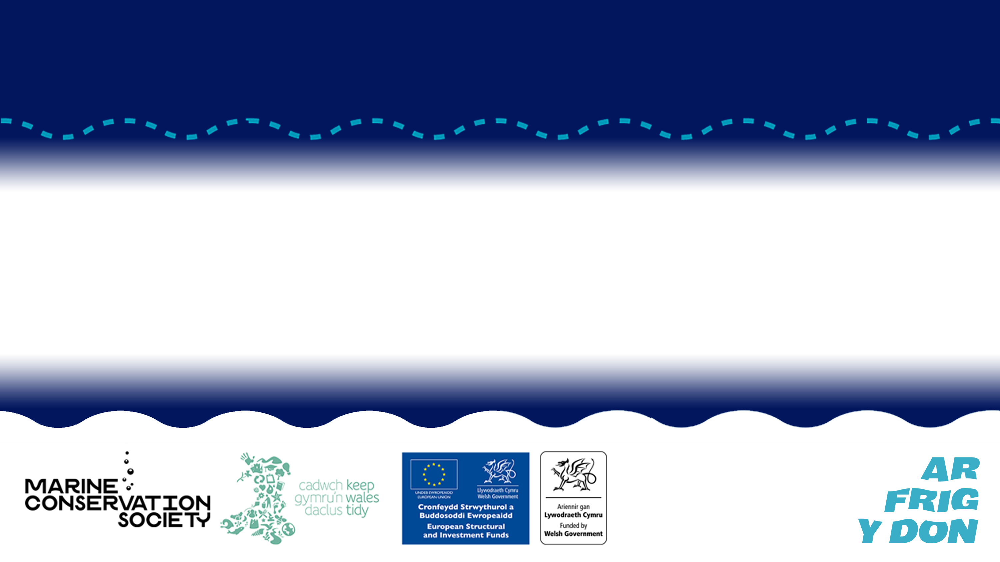 MARINE
CONSERVATION
SOCIETY
cadwch keep
gymru'n wales
daclus tidy
UNDEB EWROPEAIDD
EUROPEAN UNION
Llywodraeth Cymru
Welsh Government
Cronfeydd Strwythurol a
Buddosoddi Ewropeaidd
European Structural
and Investment Funds
Ariennir gan
Lywodraeth Cymru
Funded by
Welsh Government
AR
FRIG
Y DON